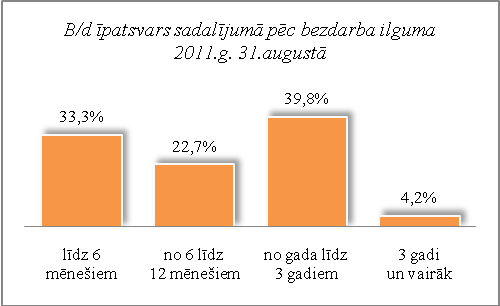 B/d īpatsvars sadalījumā pēc bezdarba ilguma
2011.g. 31.augustā
39,8%
33,3%
22,7%
4,2%
līdz 6 mēnešiem
no 6 līdz 12 mēnešiem
no gada līdz 3 gadiem
3 gadi un vairāk